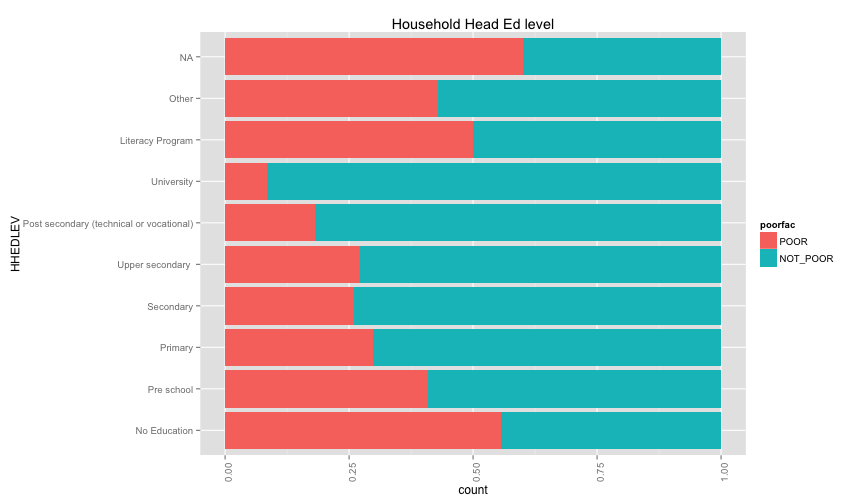 Household Head Ed level
HHEDLEV
NA
Other
Literacy Program
University
Post secondary (technical or vocational)
Upper secondary
Secondary
Primary
Pre school
No Education
0.00
0.25
0.50
0.75
1.00
count
poorfac
POOR
NOT_POOR